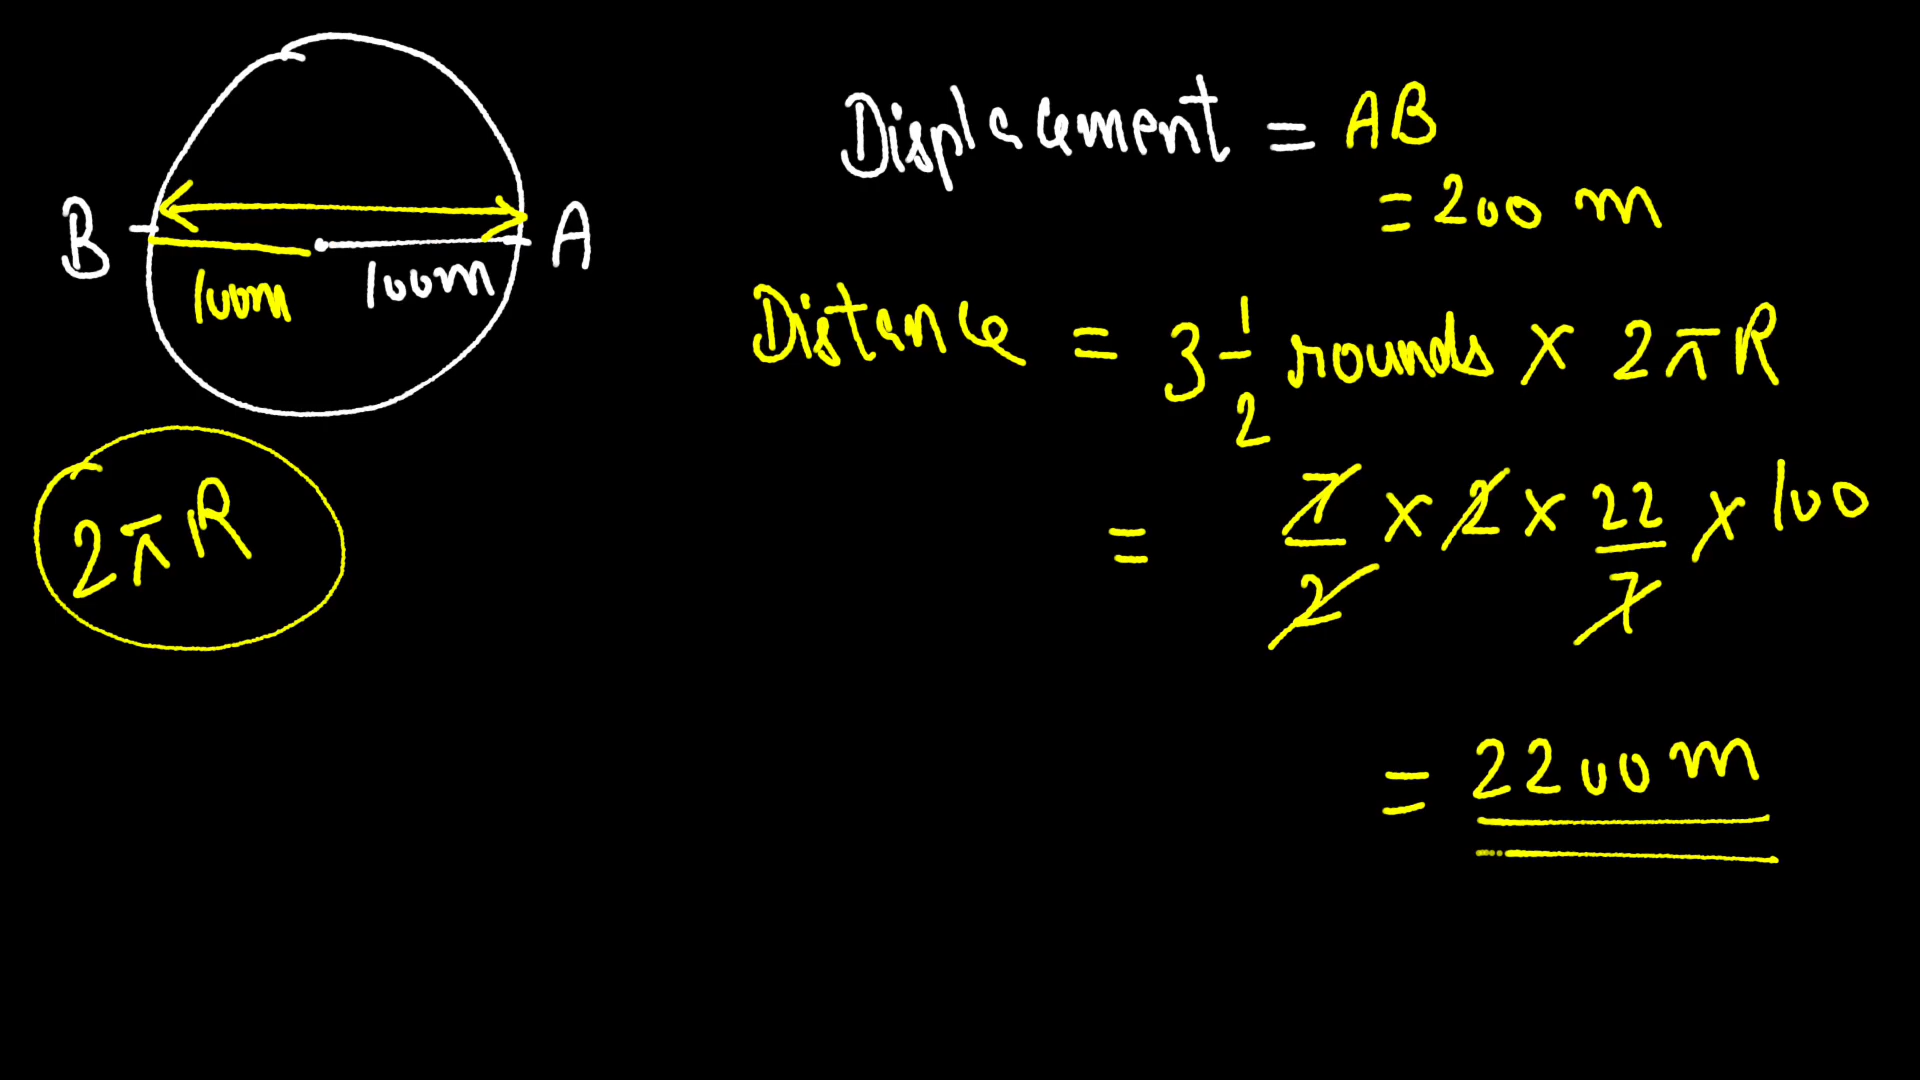 Displacement = AB
= 200 m
B A
100m 100m
Distance = 3 1/2 rounds × 2πR
2πR
= 7/2 × 2 × 22/7 × 100
= 2200 m